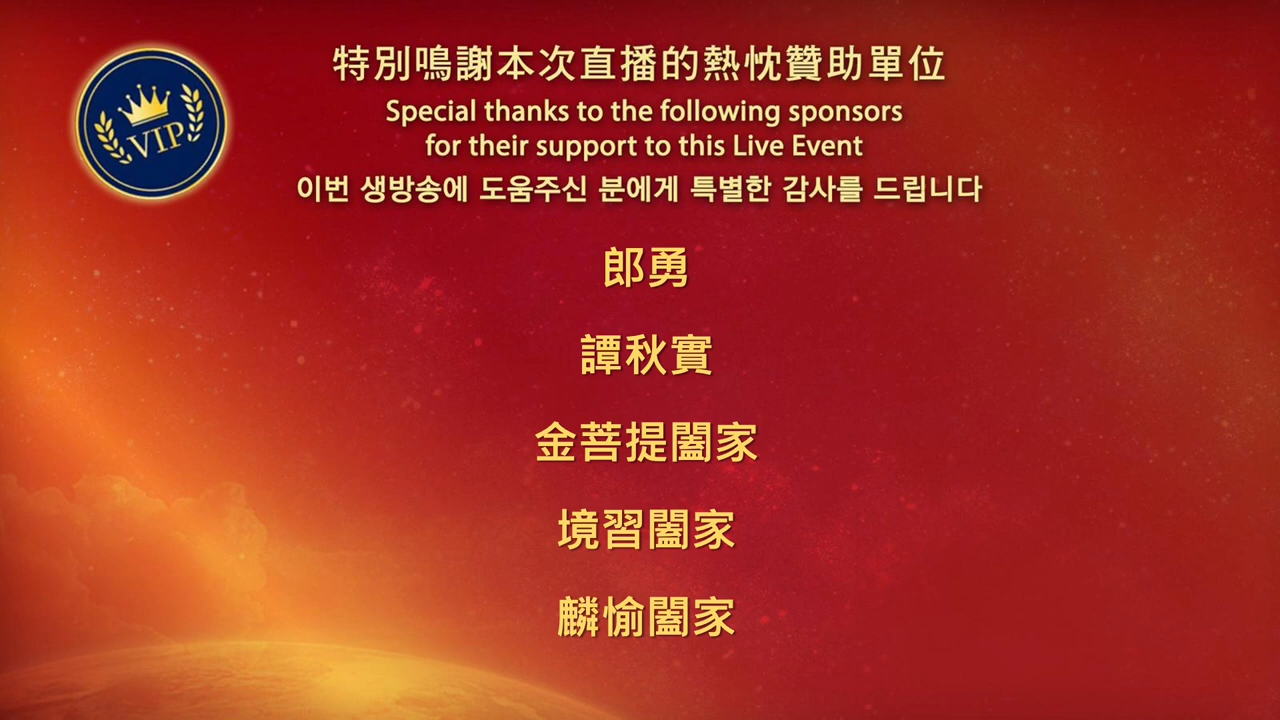 VIP
特別鳴謝本次直播的熱忱贊助單位
Special thanks to the following sponsors
for their support to this Live Event
이번 생방송에 도움주신 분에게 특별한 감사를 드립니다
郎勇
譚秋實
金菩提闔家
境習闔家
麟愉闔家